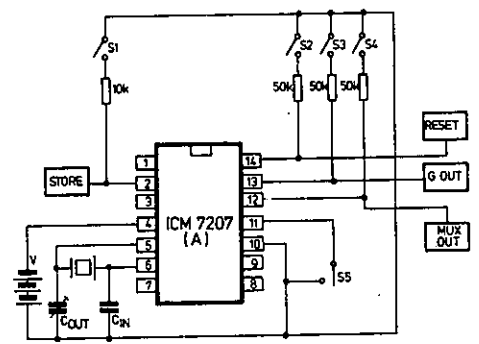 S1
S2
S3
S4
10k
50k
50k
50k
RESET
STORE
G OUT
MUX
OUT
1
2
3
4
5
6
7
14
13
12
11
10
9
8
ICM 7207
(A)
V
COUT
CIN
S5